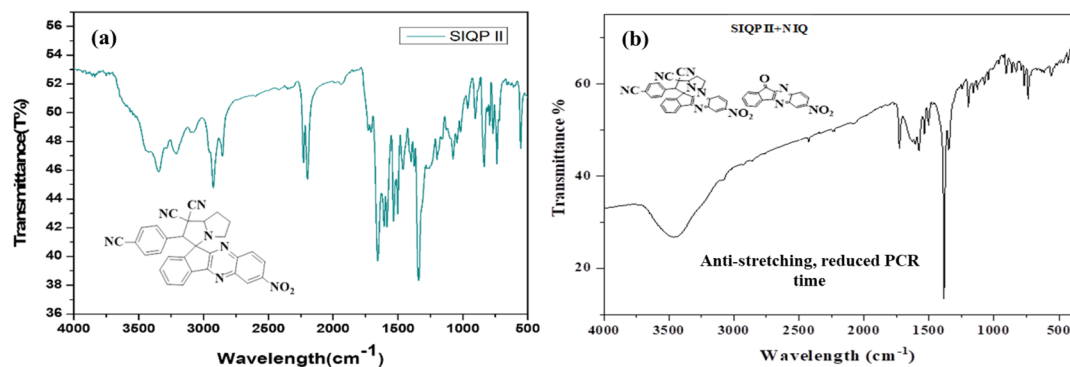 (a)
SIQP II
Transmittance(T%)
56
54
52
50
48
46
44
42
40
38
36
NC
CN
NC
N
N
N
NO2
4000 3500 3000 2500 2000 1500 1000 500
Wavelength(cm-1)
(b)
SIQP II+NIQ
Transmittance %
60
40
20
CN
CN
NC
N
N
N
NO2
O
N
N
NO2
Anti-stretching, reduced PCR
time
4000 3500 3000 2500 2000 1500 1000 500
Wavelength (cm-1)